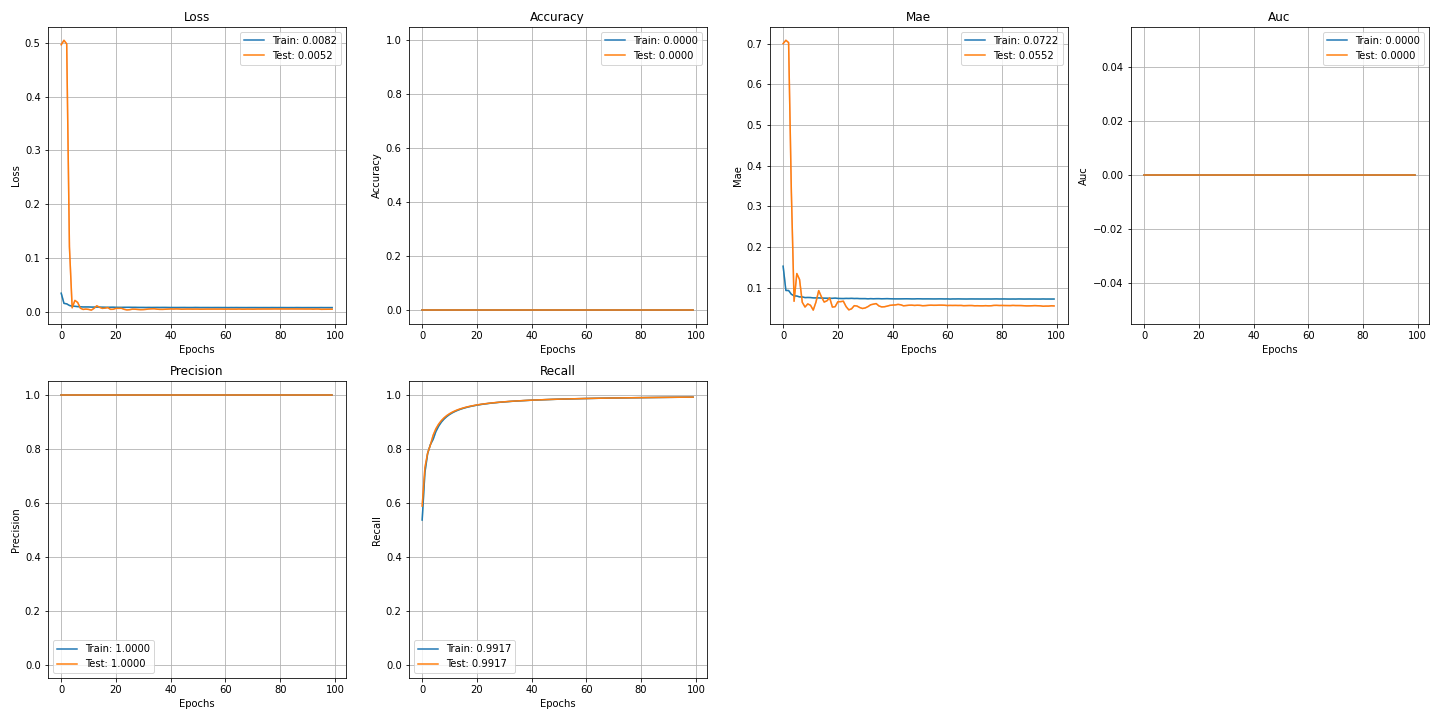 Loss
Train: 0.0082
Test: 0.0052
0.5
0.4
0.3
0.2
0.1
0.0
Loss
0 20 40 60 80 100
Epochs
Accuracy
Train: 0.0000
Test: 0.0000
1.0
0.8
0.6
0.4
0.2
0.0
Accuracy
0 20 40 60 80 100
Epochs
Mae
Train: 0.0722
Test: 0.0552
0.7
0.6
0.5
0.4
0.3
0.2
0.1
Mae
0 20 40 60 80 100
Epochs
Auc
Train: 0.0000
Test: 0.0000
0.04
0.02
0.00
−0.02
−0.04
Auc
0 20 40 60 80 100
Epochs
Precision
1.0
0.8
0.6
0.4
0.2
0.0
Precision
Train: 1.0000
Test: 1.0000
0 20 40 60 80 100
Epochs
Recall
1.0
0.8
0.6
0.4
0.2
0.0
Recall
Train: 0.9917
Test: 0.9917
0 20 40 60 80 100
Epochs